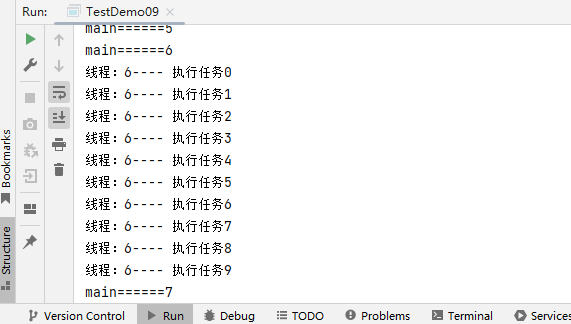 Run: TestDemo09
main======5
main======6
线程：6---- 执行任务0
线程：6---- 执行任务1
线程：6---- 执行任务2
线程：6---- 执行任务3
线程：6---- 执行任务4
线程：6---- 执行任务5
线程：6---- 执行任务6
线程：6---- 执行任务7
线程：6---- 执行任务8
线程：6---- 执行任务9
main======7
Bookmarks
Structure
Version Control Run Debug TODO Problems Terminal Services